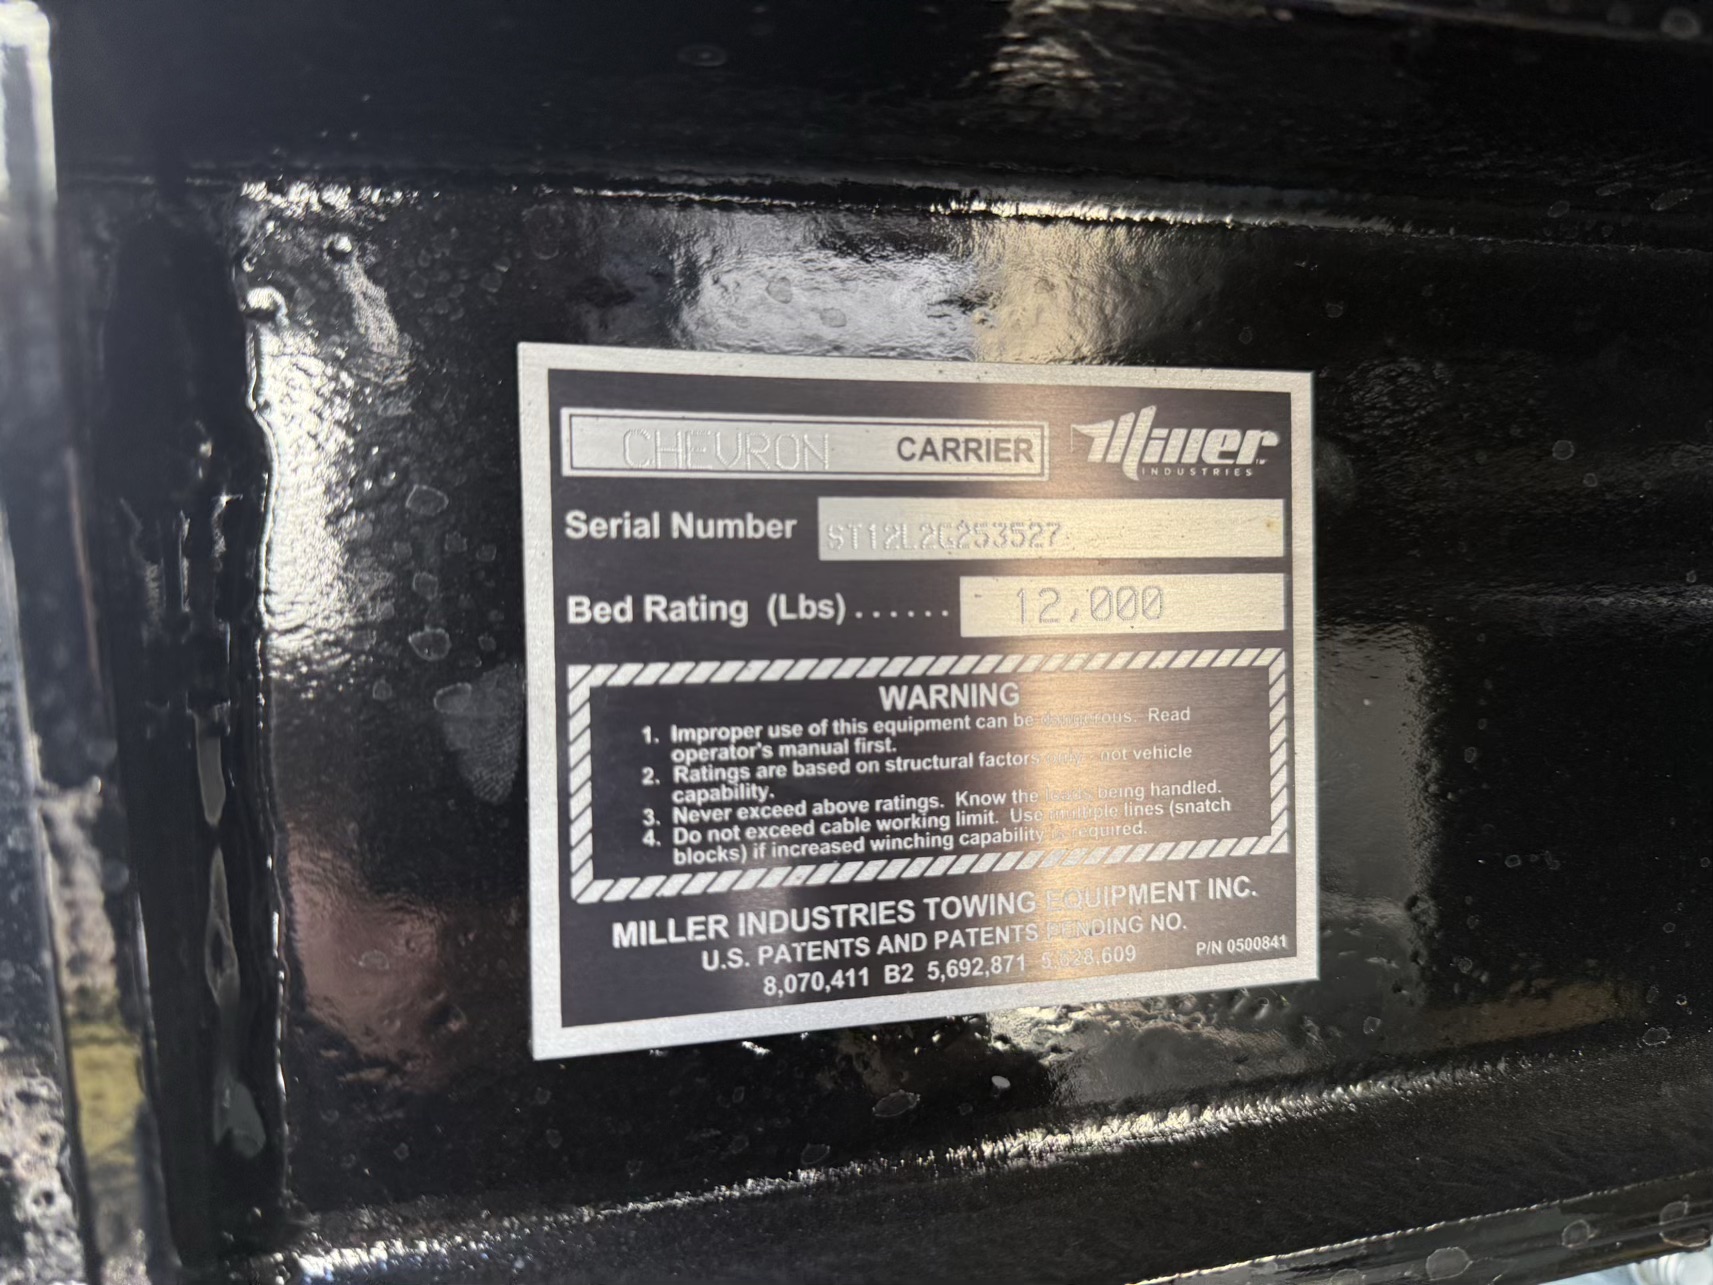 CHEVRON CARRIER Miller INDUSTRIES
Serial Number ST12L2G253527
Bed Rating (Lbs)...... 12,000
WARNING
1. Improper use of this equipment can be dangerous. Read
operator's manual first.
2. Ratings are based on structural factors only - not vehicle
capability.
3. Never exceed above ratings. Know the loads being handled.
4. Do not exceed cable working limit. Use multiple lines (snatch
blocks) if increased winching capability is required.
MILLER INDUSTRIES TOWING EQUIPMENT INC.
U.S. PATENTS AND PATENTS PENDING NO.
8,070,411 B2 5,692,871 5,628,609 P/N 0500841